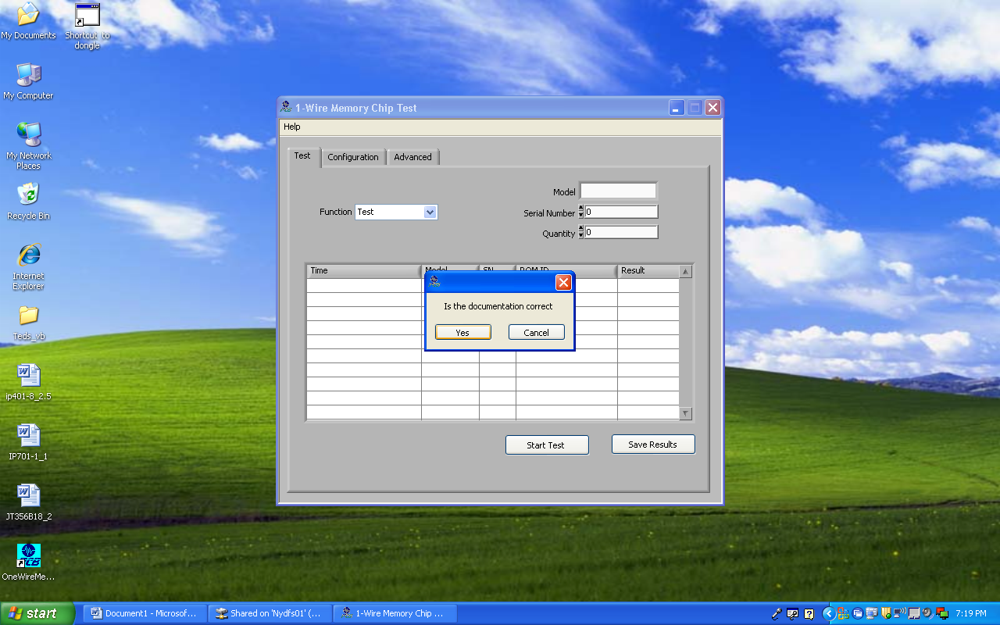 My Documents
Shortcut to
dongle
My Computer
My Network
Places
Recycle Bin
Internet
Explorer
Teds_vb
ip401-8_2.5
IP701-1_1
JT356B18_2
OneWireMe...
1-Wire Memory Chip Test
Help
Test
Configuration
Advanced
Model
Function
Test
Serial Number
0
Quantity
0
Time
Model
SN
ROM ID
Result
Is the documentation correct
Yes
Cancel
Start Test
Save Results
start
Document1 - Microsof...
Shared on 'Nydfs01' (...
1-Wire Memory Chip ...
7:19 PM